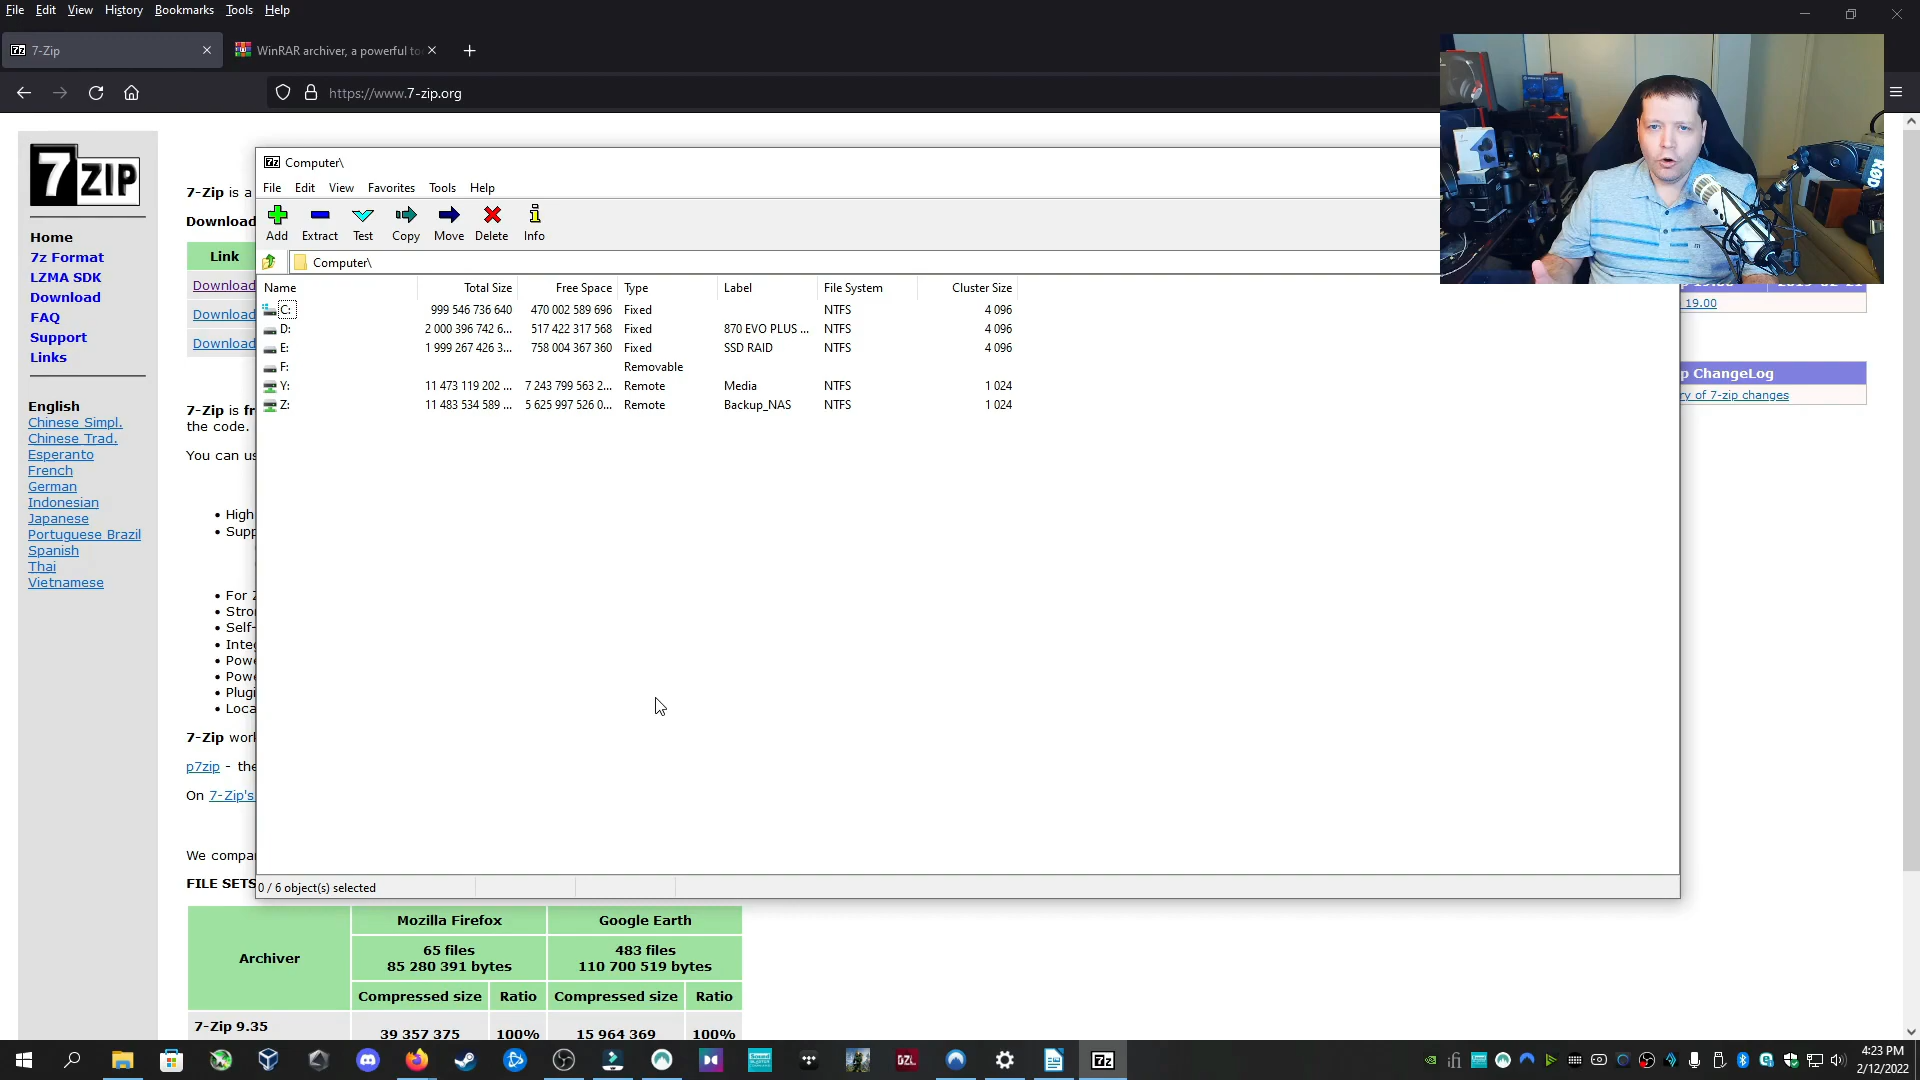 File Edit View History Bookmarks Tools Help
7-Zip
WinRAR archiver, a powerful to
https://www.7-zip.org
7ZIP
Home
7z Format
LZMA SDK
Download
FAQ
Support
Links
English
Chinese Simpl.
Chinese Trad.
Esperanto
French
German
Indonesian
Japanese
Portuguese Brazil
Spanish
Thai
Vietnamese
7-Zip is a
Download
Link
Download
Download
Download
7-Zip is fr
the code.
You can us
High
Supp
For Z
Stro
Self-
Integ
Powe
Powe
Plugi
Loca
7-Zip work
p7zip - the
On 7-Zip's
We compa
FILE SETS
Computer\
File Edit View Favorites Tools Help
Add Extract Test Copy Move Delete Info
Computer\
Name Total Size Free Space Type Label File System Cluster Size
C: 999 546 736 640 470 002 589 696 Fixed NTFS 4 096
D: 2 000 396 742 6... 517 422 317 568 Fixed 870 EVO PLUS ... NTFS 4 096
E: 1 999 267 426 3... 758 004 367 360 Fixed SSD RAID NTFS 4 096
F: Removable
Y: 11 473 119 202 ... 7 243 799 563 2... Remote Media NTFS 1 024
Z: 11 483 534 589 ... 5 625 997 526 0... Remote Backup_NAS NTFS 1 024
0 / 6 object(s) selected
RØDE
19.00
p ChangeLog
ry of 7-zip changes
Archiver Mozilla Firefox Google Earth
65 files 483 files
85 280 391 bytes 110 700 519 bytes
Compressed size Ratio Compressed size Ratio
7-Zip 9.35
39 357 375 100% 15 964 369 100%
DZL
7z
ifi
4:23 PM
2/12/2022